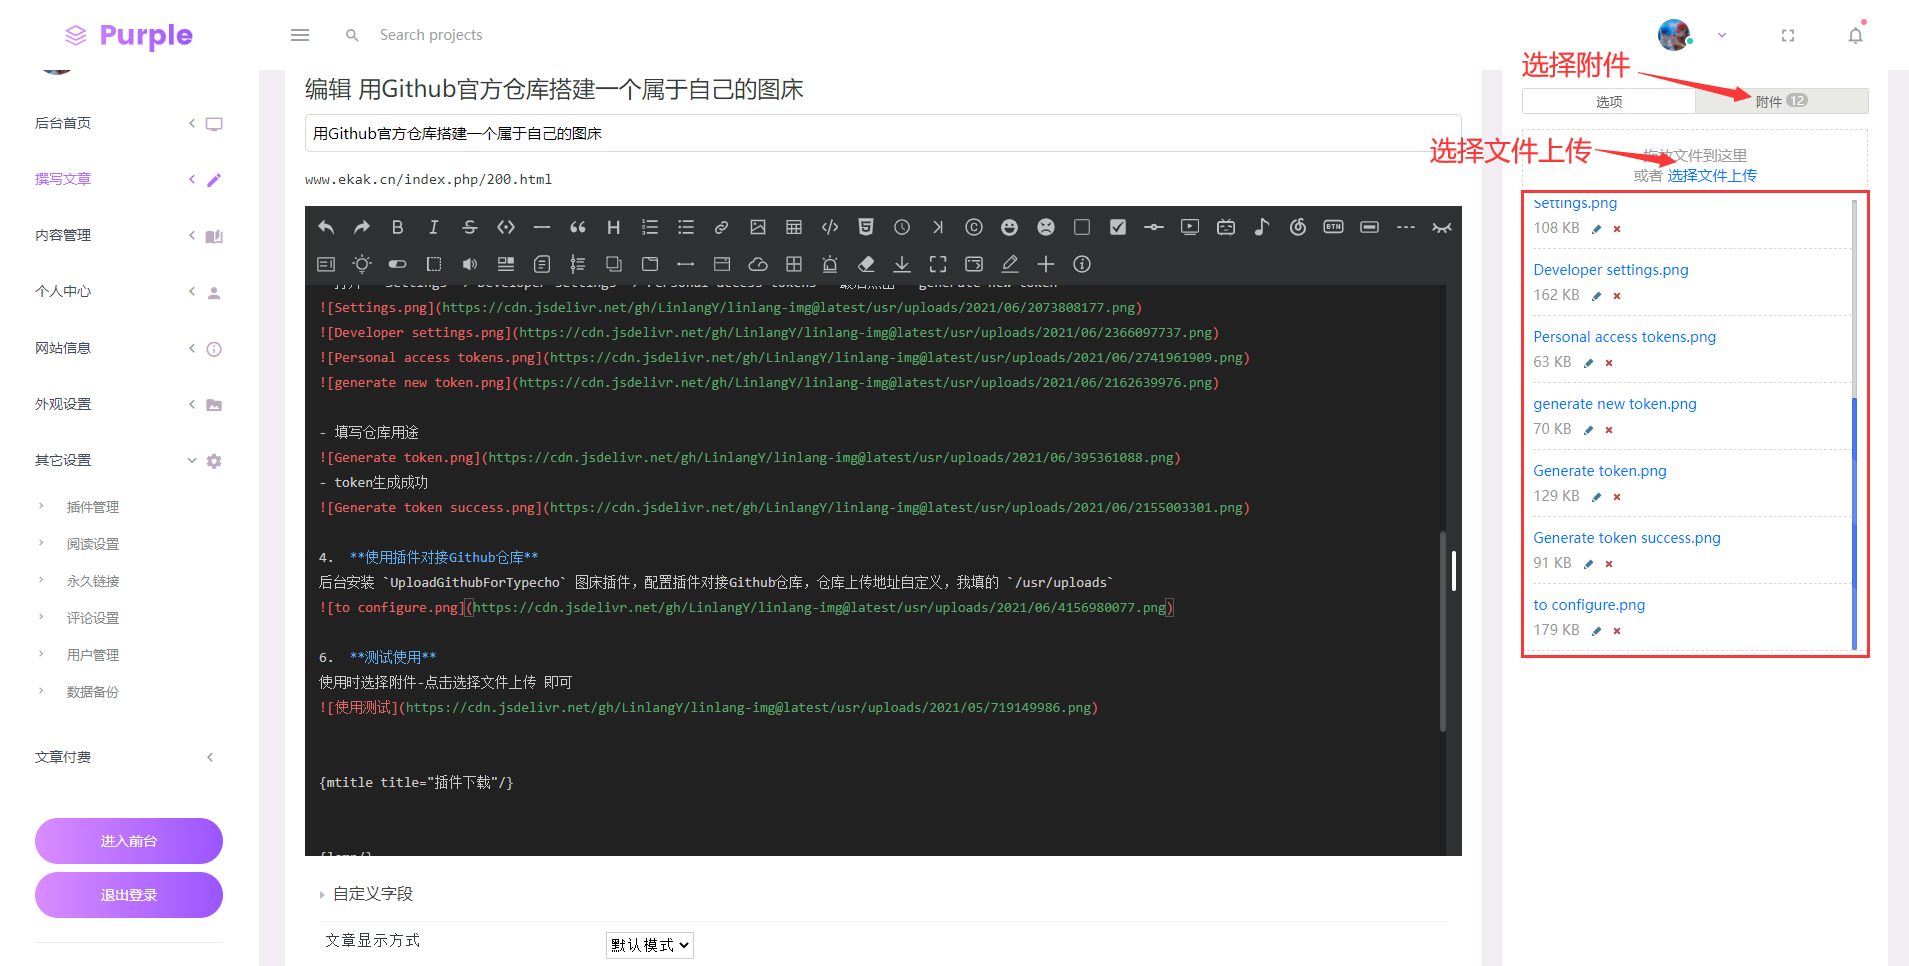 Purple
Search projects
后台首页
撰写文章
内容管理
个人中心
网站信息
外观设置
其它设置
插件管理
阅读设置
永久链接
评论设置
用户管理
数据备份
文章付费
进入前台
退出登录
编辑 用Github官方仓库搭建一个属于自己的图床
用Github官方仓库搭建一个属于自己的图床
www.ekak.cn/index.php/200.html
![Settings.png](https://cdn.jsdelivr.net/gh/LinlangY/linlang-img@latest/usr/uploads/2021/06/2073808177.png)
![Developer settings.png](https://cdn.jsdelivr.net/gh/LinlangY/linlang-img@latest/usr/uploads/2021/06/2366097737.png)
![Personal access tokens.png](https://cdn.jsdelivr.net/gh/LinlangY/linlang-img@latest/usr/uploads/2021/06/2741961909.png)
![generate new token.png](https://cdn.jsdelivr.net/gh/LinlangY/linlang-img@latest/usr/uploads/2021/06/2162639976.png)
- 填写仓库用途
![Generate token.png](https://cdn.jsdelivr.net/gh/LinlangY/linlang-img@latest/usr/uploads/2021/06/395361088.png)
- token生成成功
![Generate token success.png](https://cdn.jsdelivr.net/gh/LinlangY/linlang-img@latest/usr/uploads/2021/06/2155003301.png)
4. **使用插件对接Github仓库**
后台安装 `UploadGithubForTypecho` 图床插件，配置插件对接Github仓库，仓库上传地址自定义，我填的 `/usr/uploads`
![to configure.png](https://cdn.jsdelivr.net/gh/LinlangY/linlang-img@latest/usr/uploads/2021/06/4156980077.png)
6. **测试使用**
使用时选择附件-点击选择文件上传 即可
![使用测试](https://cdn.jsdelivr.net/gh/LinlangY/linlang-img@latest/usr/uploads/2021/05/719149986.png)
{mtitle title="插件下载"/}
自定义字段
文章显示方式
默认模式
选择附件
选项
附件 12
选择文件上传
到这里
或者 选择文件上传
Settings.png
108 KB
Developer settings.png
162 KB
Personal access tokens.png
63 KB
generate new token.png
70 KB
Generate token.png
129 KB
Generate token success.png
91 KB
to configure.png
179 KB